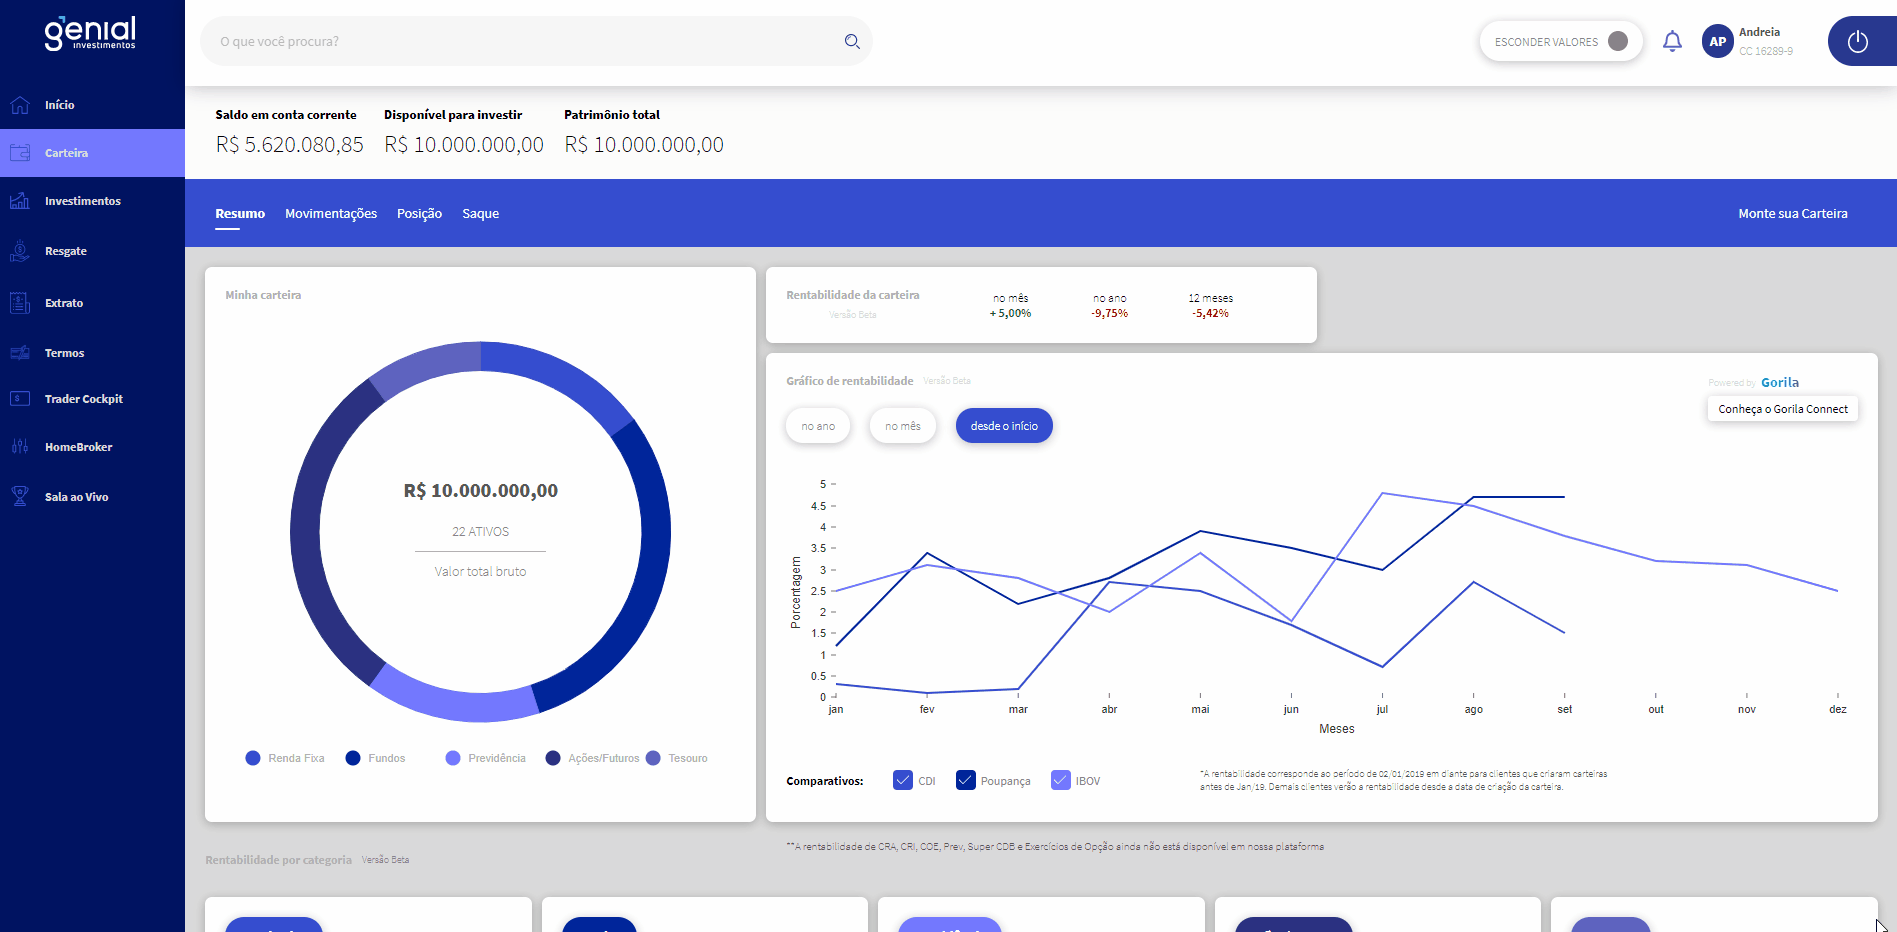 genial
investimentos
O que você procura?
ESCONDER VALORES
AP
Andreia
CC 16289-9
Início
Carteira
Investimentos
Resgate
Extrato
Termos
Trader Cockpit
HomeBroker
Sala ao Vivo
Saldo em conta corrente
R$ 5.620.080,85
Disponível para investir
R$ 10.000.000,00
Patrimônio total
R$ 10.000.000,00
Resumo Movimentações Posição Saque Monte sua Carteira
Minha carteira
R$ 10.000.000,00
22 ATIVOS
Valor total bruto
Renda Fixa Fundos Previdência Ações/Futuros Tesouro
Rentabilidade da carteira
Versão Beta
no mês
+ 5,00%
no ano
-9,75%
12 meses
-5,42%
Gráfico de rentabilidade Versão Beta
Powered by Gorila
Conheça o Gorila Connect
no ano no mês desde o início
5
4.5
4
3.5
3
2.5
2
1.5
1
0.5
0
Porcentagem
jan fev mar abr mai jun jul ago set out nov dez
Meses
Comparativos: CDI Poupança IBOV
*A rentabilidade corresponde ao período de 02/01/2019 em diante para clientes que criaram carteiras
antes de Jan/19. Demais clientes verão a rentabilidade desde a data de criação da carteira.
**A rentabilidade de CRA, CRI, COE, Prev, Super CDB e Exercícios de Opção ainda não está disponível em nossa plataforma
Rentabilidade por categoria Versão Beta